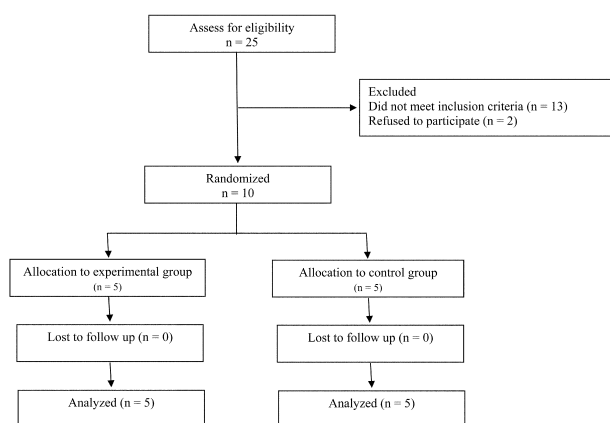 Assess for eligibility
n = 25
Excluded
Did not meet inclusion criteria (n = 13)
Refused to participate (n = 2)
Randomized
n = 10
Allocation to experimental group
(n = 5)
Allocation to control group
(n = 5)
Lost to follow up (n = 0)
Lost to follow up (n = 0)
Analyzed (n = 5)
Analyzed (n = 5)